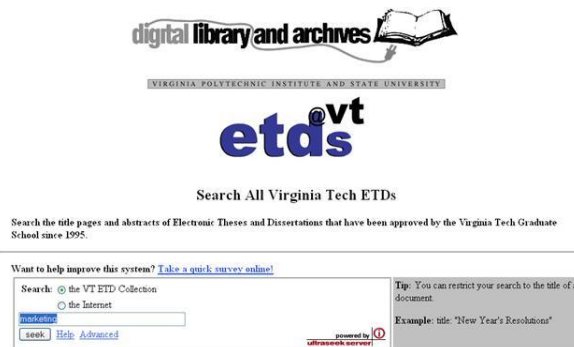 digital library and archives
VIRGINIA POLYTECHNIC INSTITUTE AND STATE UNIVERSITY
etds@vt
Search All Virginia Tech ETDs
Search the title pages and abstracts of Electronic Theses and Dissertations that have been approved by the Virginia Tech Graduate
School since 1995.
Want to help improve this system? Take a quick survey online!
Search: the VT ETD Collection
the Internet
marketing
seek Help Advanced
powered by
ultraseek server
Tip: You can restrict your search to the title of a
document.
Example: title: "New Year's Resolutions"